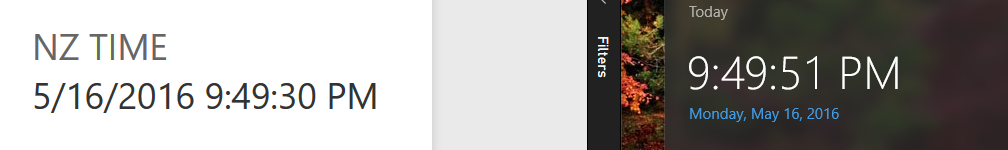 NZ TIME
5/16/2016 9:49:30 PM
Filters
Today
9:49:51 PM
Monday, May 16, 2016